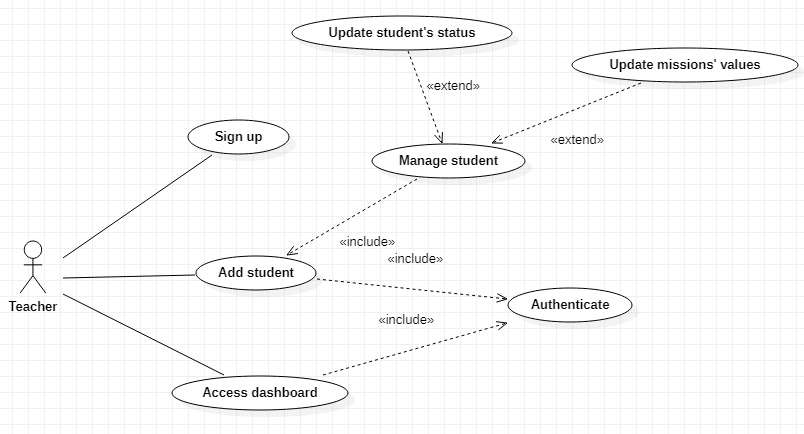 Update student's status
Update missions' values
«extend»
Sign up
«extend»
Manage student
«include»
«include»
Add student
Teacher
Authenticate
«include»
Access dashboard